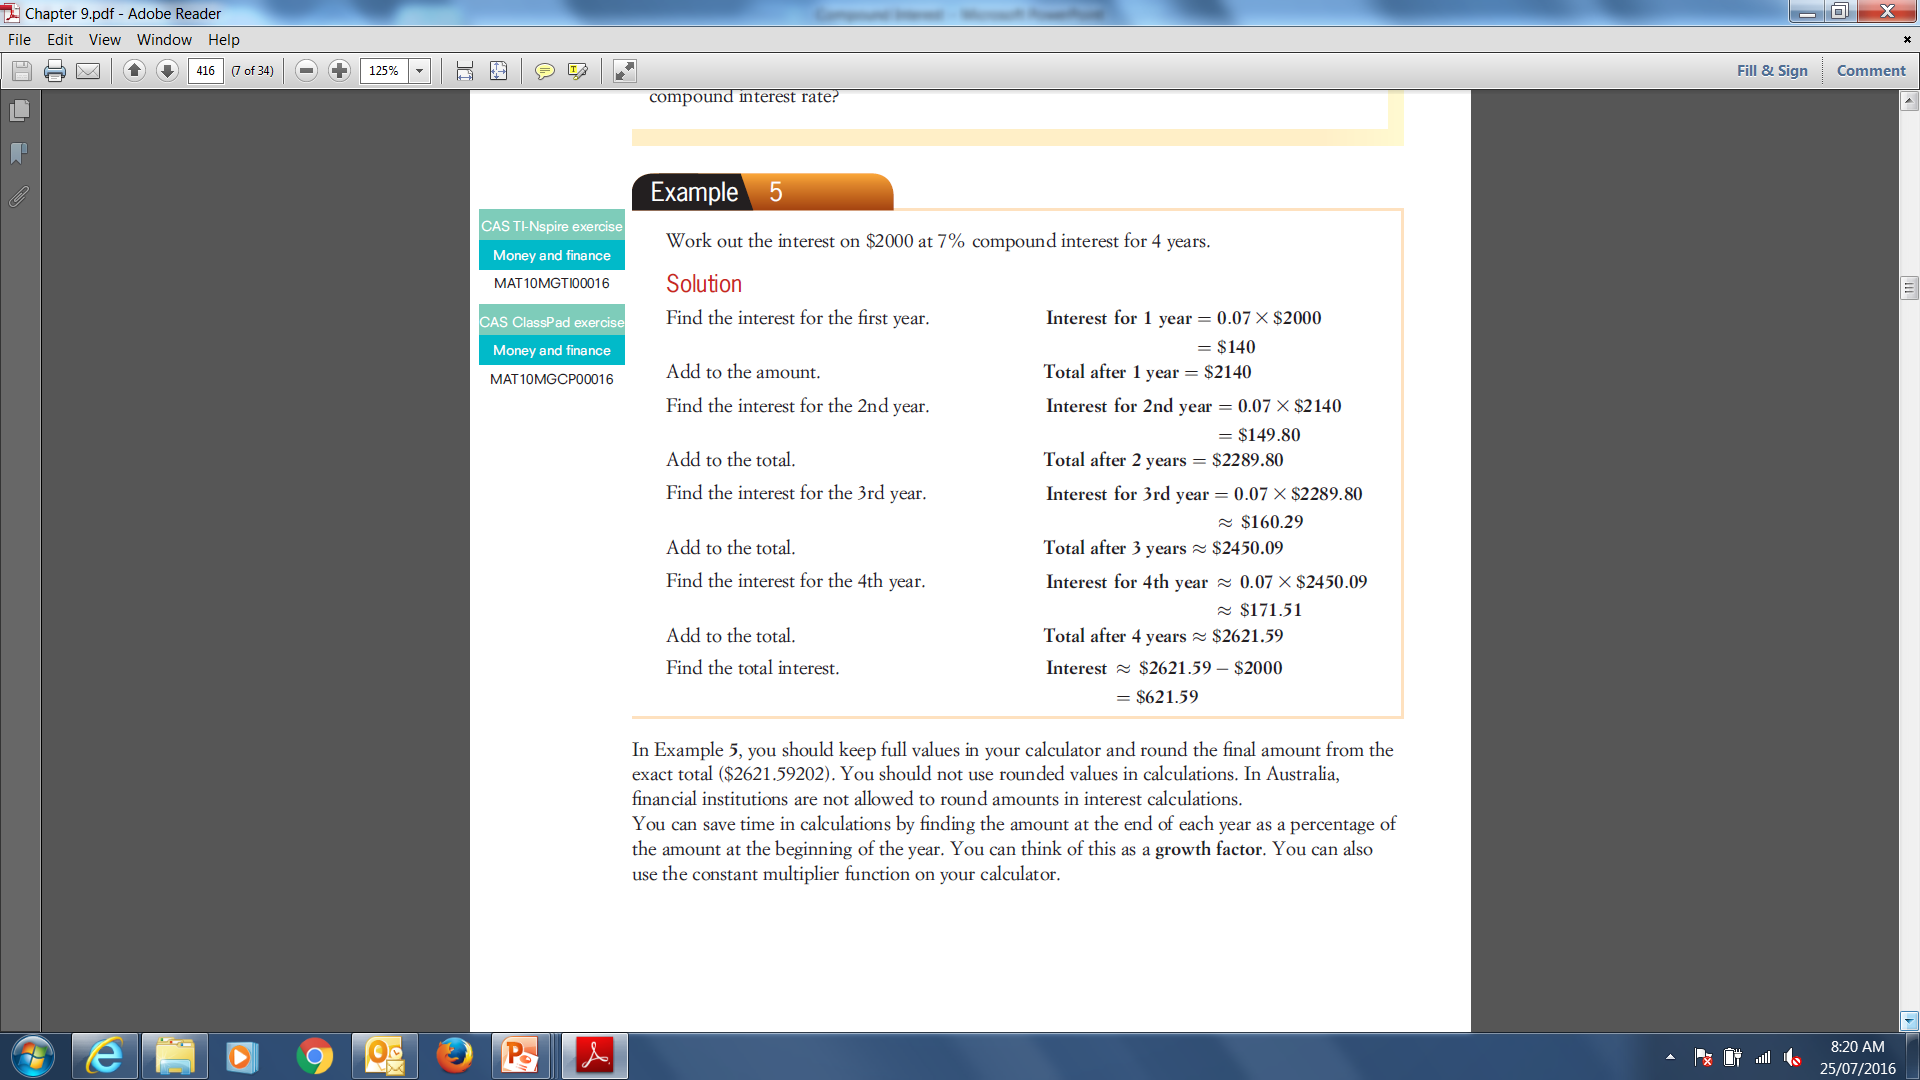 Chapter 9.pdf - Adobe Reader
Compound Interest - Microsoft PowerPoint
File Edit View Window Help
416 (7 of 34) 125% Fill & Sign Comment
compound interest rate?
Example 5
CAS TI-Nspire exercise
Money and finance
MAT10MGTI00016
CAS ClassPad exercise
Money and finance
MAT10MGCP00016
Work out the interest on $2000 at 7% compound interest for 4 years.
Solution
Find the interest for the first year. Interest for 1 year = 0.07 × $2000
= $140
Add to the amount. Total after 1 year = $2140
Find the interest for the 2nd year. Interest for 2nd year = 0.07 × $2140
= $149.80
Add to the total. Total after 2 years = $2289.80
Find the interest for the 3rd year. Interest for 3rd year = 0.07 × $2289.80
≈ $160.29
Add to the total. Total after 3 years ≈ $2450.09
Find the interest for the 4th year. Interest for 4th year ≈ 0.07 × $2450.09
≈ $171.51
Add to the total. Total after 4 years ≈ $2621.59
Find the total interest. Interest ≈ $2621.59 − $2000
= $621.59
In Example 5, you should keep full values in your calculator and round the final amount from the
exact total ($2621.59202). You should not use rounded values in calculations. In Australia,
financial institutions are not allowed to round amounts in interest calculations.
You can save time in calculations by finding the amount at the end of each year as a percentage of
the amount at the beginning of the year. You can think of this as a growth factor. You can also
use the constant multiplier function on your calculator.
8:20 AM
25/07/2016